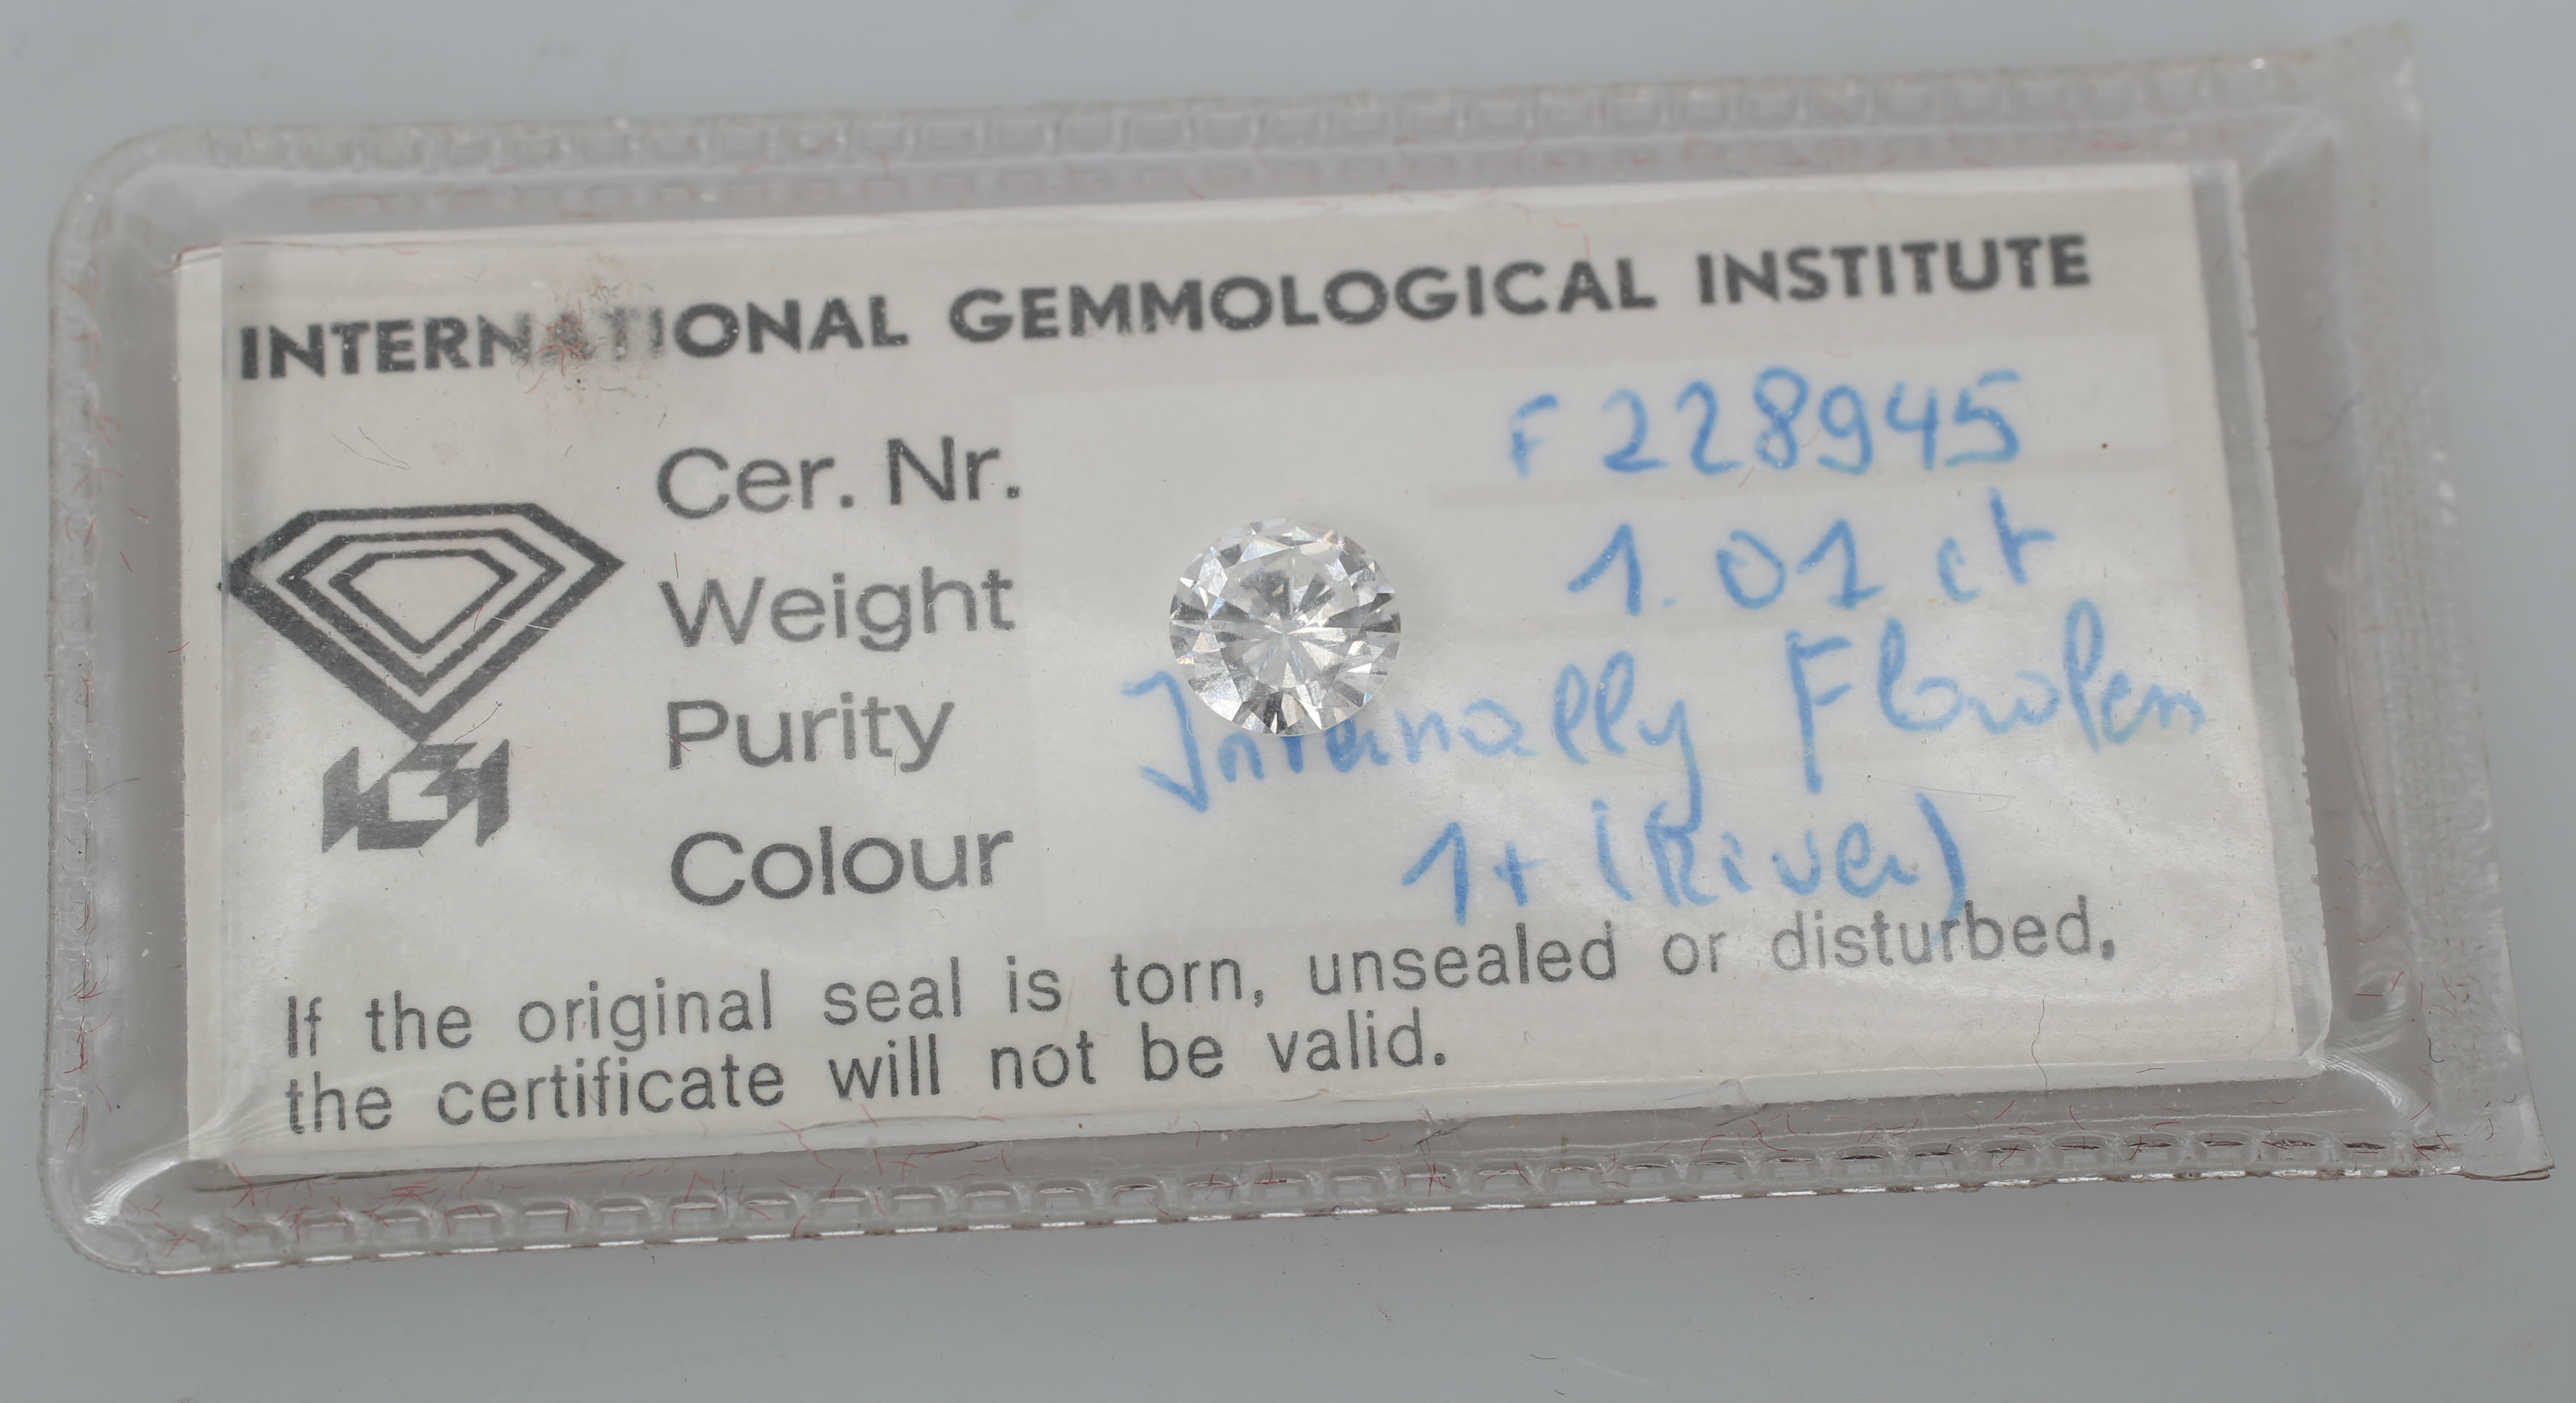 INTERNATIONAL GEMMOLOGICAL INSTITUTE
Cer. Nr. F228945
Weight 1.01 ct
Purity Internally Flawless
Colour 1+ (River)
IGI
If the original seal is torn, unsealed or disturbed,
the certificate will not be valid.